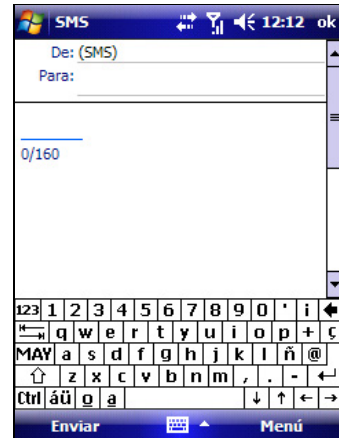 SMS 12:12 ok
De: (SMS)
Para:
0/160
123 1 2 3 4 5 6 7 8 9 0 ' i
q w e r t y u i o p + ç
MAY a s d f g h j k l ñ @
z x c v b n m , . -
Ctrl áü o a
Enviar Menú